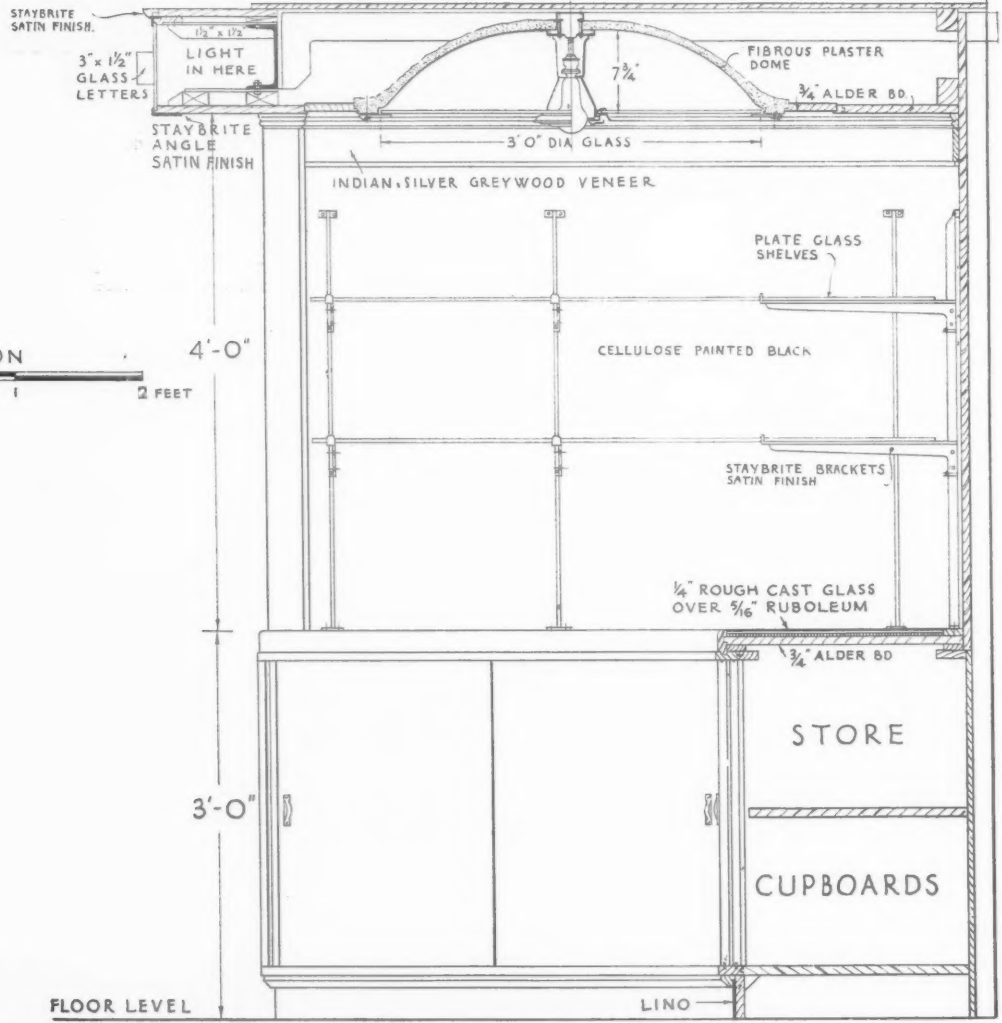 STAYBRITE
SATIN FINISH.
1½" x 1½"
LIGHT
IN HERE
3" x 1½"
GLASS
LETTERS
7¾"
FIBROUS PLASTER
DOME
¾" ALDER BD.
STAYBRITE
ANGLE
SATIN FINISH
3'0" DIA GLASS
INDIAN.SILVER GREYWOOD VENEER
PLATE GLASS
SHELVES
4'-0"
CELLULOSE PAINTED BLACK
ON
1 2 FEET
STAYBRITE BRACKETS
SATIN FINISH
¼" ROUGH CAST GLASS
OVER 5/16" RUBOLEUM
¾" ALDER BD
STORE
3'-0"
CUPBOARDS
FLOOR LEVEL
LINO